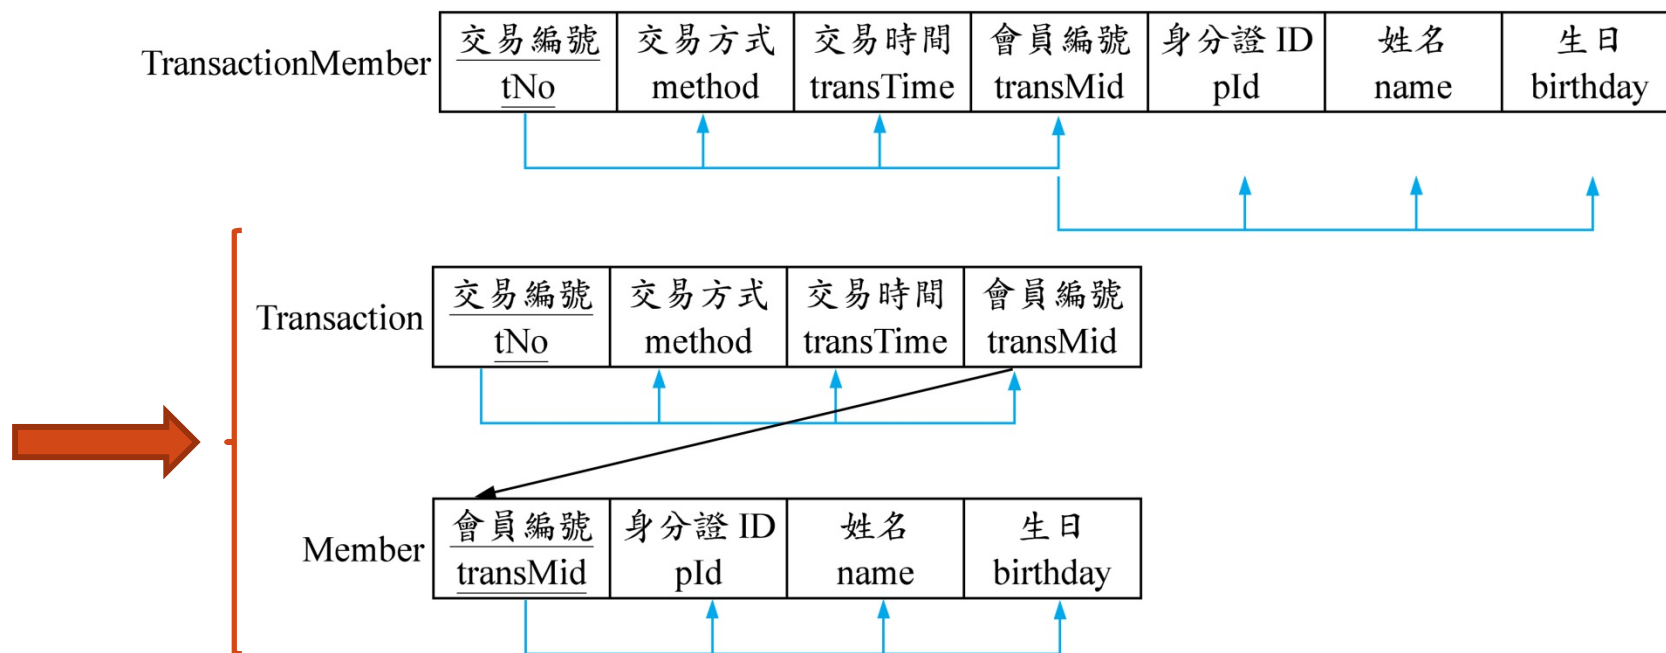 TransactionMember
交易編號 交易方式 交易時間 會員編號 身分證 ID 姓名 生日
tNo method transTime transMid pId name birthday
Transaction
交易編號 交易方式 交易時間 會員編號
tNo method transTime transMid
Member
會員編號 身分證 ID 姓名 生日
transMid pId name birthday